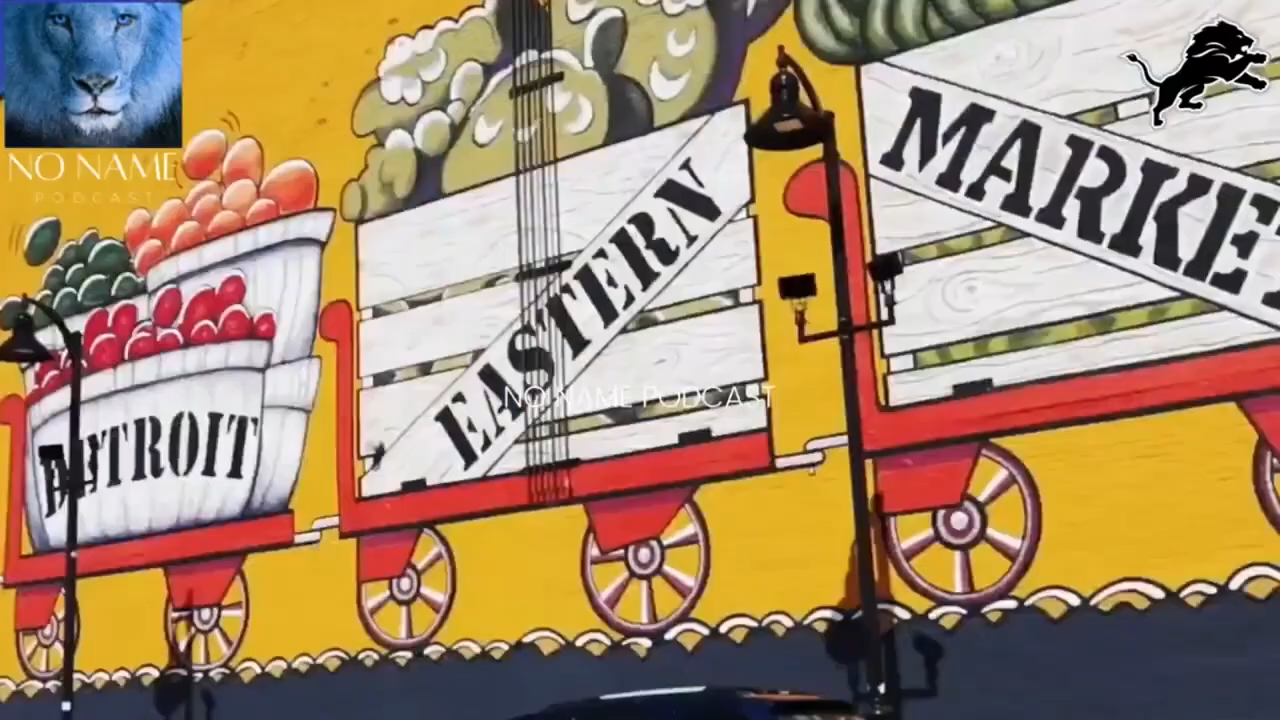 NO NAME
PODCAST
DETROIT
EASTERN
MARKET
NO NAME PODCAST